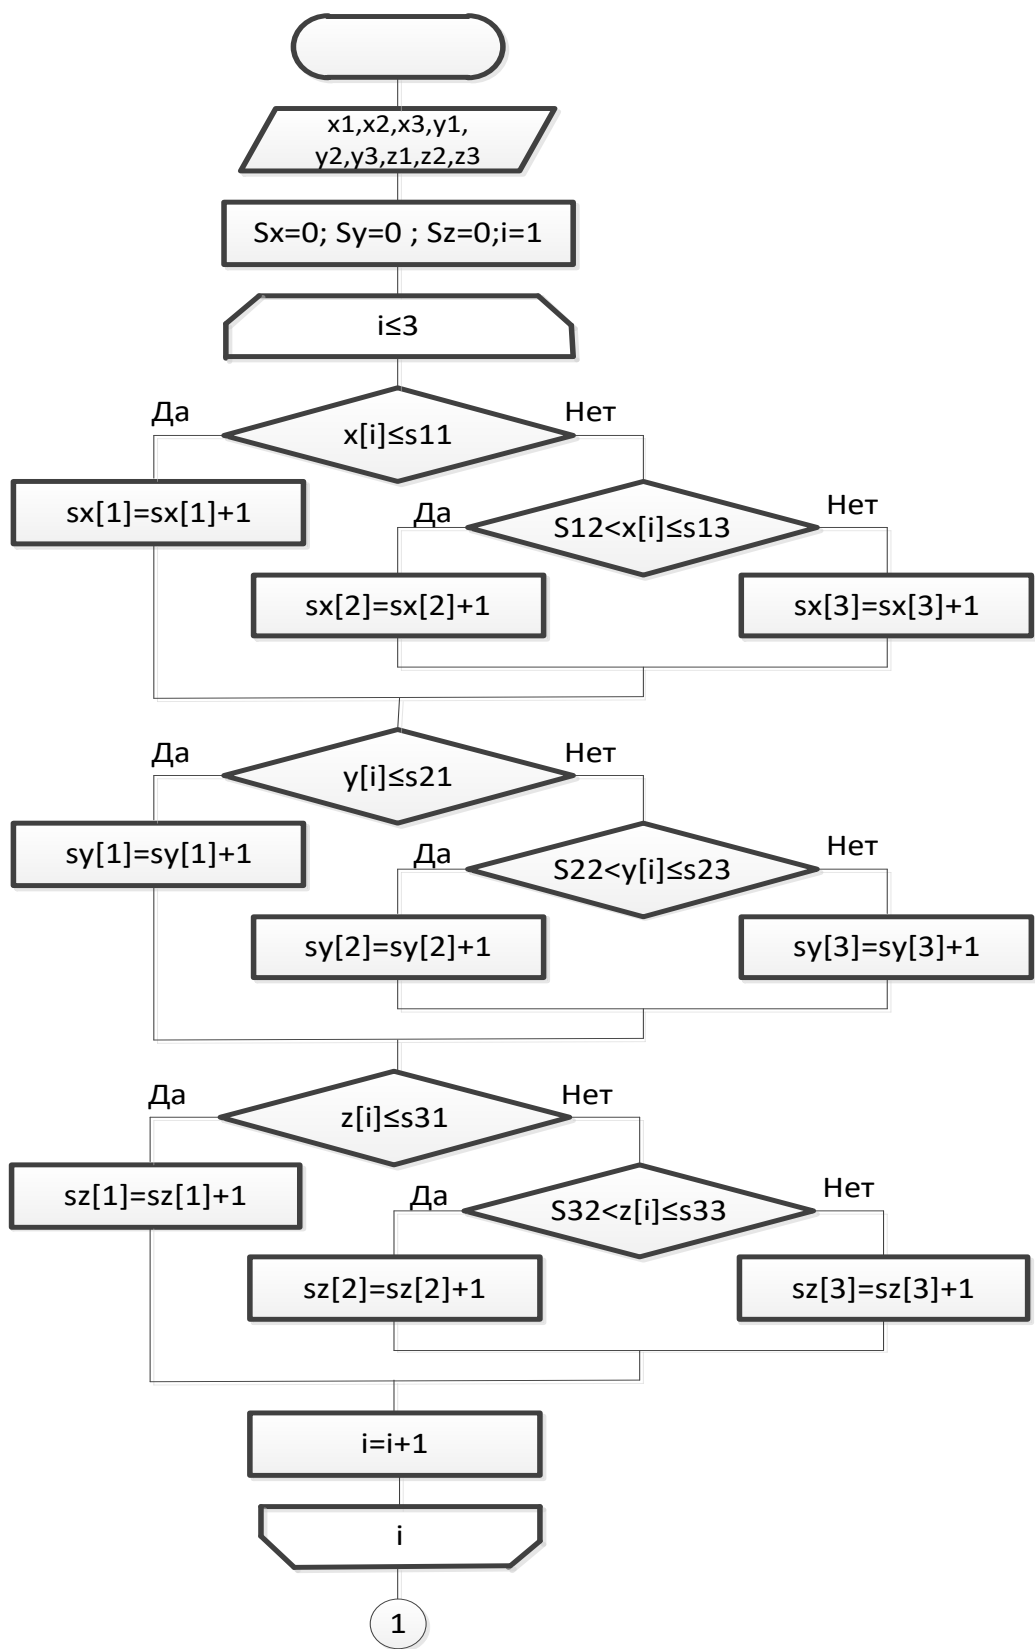 x1,x2,x3,y1,
y2,y3,z1,z2,z3
Sx=0; Sy=0 ; Sz=0;i=1
i≤3
Да
Нет
x[i]≤s11
sx[1]=sx[1]+1
Да
Нет
S12<x[i]≤s13
sx[2]=sx[2]+1
sx[3]=sx[3]+1
Да
Нет
y[i]≤s21
sy[1]=sy[1]+1
Да
Нет
S22<y[i]≤s23
sy[2]=sy[2]+1
sy[3]=sy[3]+1
Да
Нет
z[i]≤s31
sz[1]=sz[1]+1
Да
Нет
S32<z[i]≤s33
sz[2]=sz[2]+1
sz[3]=sz[3]+1
i=i+1
i
1